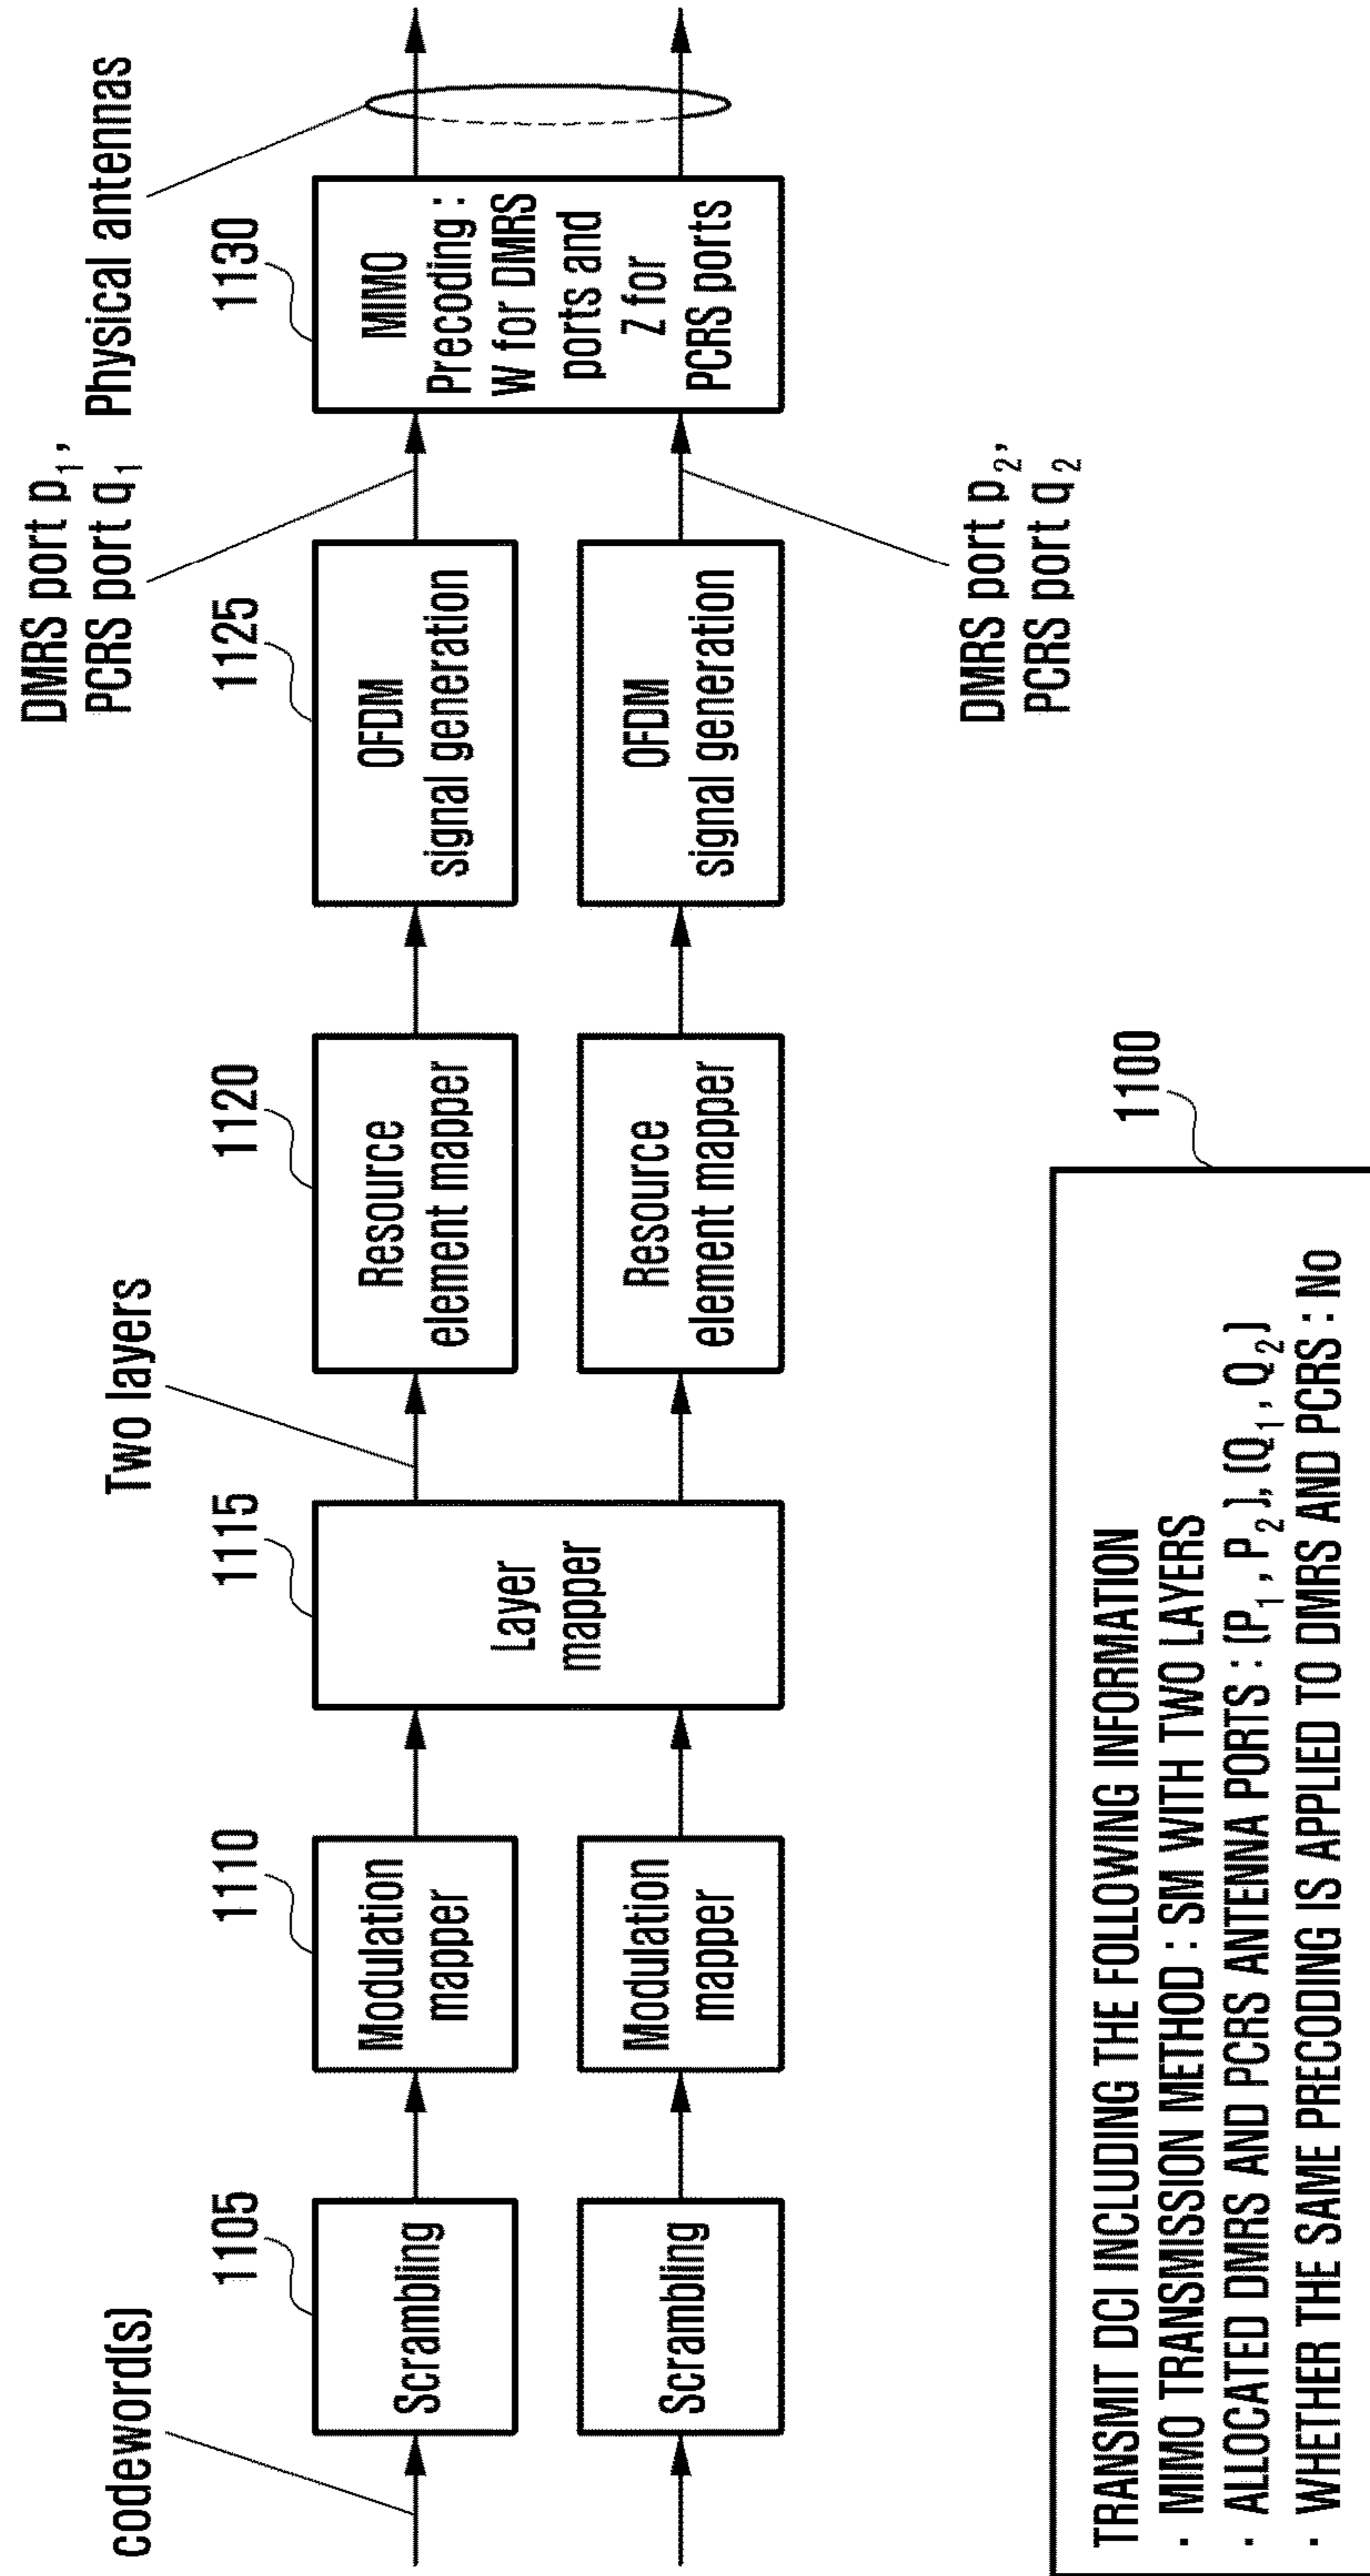 codeword(s)
Two layers
DMRS port p1,
PCRS port q1
Physical antennas
1105
1110
1115
1120
1125
1130
Scrambling
Modulation
mapper
Layer
mapper
Resource
element mapper
OFDM
signal generation
MIMO
Precoding :
W for DMRS
ports and
Z for
PCRS ports
Scrambling
Modulation
mapper
Resource
element mapper
OFDM
signal generation
DMRS port p2,
PCRS port q2
1100
TRANSMIT DCI INCLUDING THE FOLLOWING INFORMATION
· MIMO TRANSMISSION METHOD : SM WITH TWO LAYERS
· ALLOCATED DMRS AND PCRS ANTENNA PORTS : (P1, P2), (Q1, Q2)
· WHETHER THE SAME PRECODING IS APPLIED TO DMRS AND PCRS : No